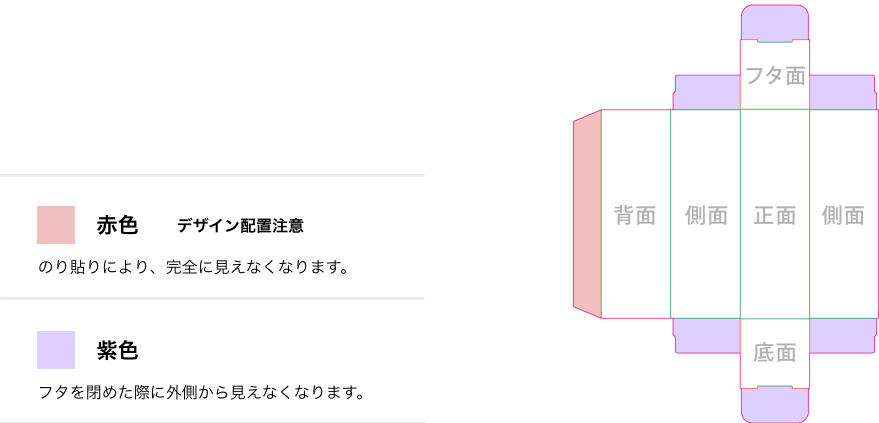 赤色 デザイン配置注意
のり貼りにより、完全に見えなくなります。
紫色
フタを閉めた際に外側から見えなくなります。
フタ面
背面 側面 正面 側面
底面